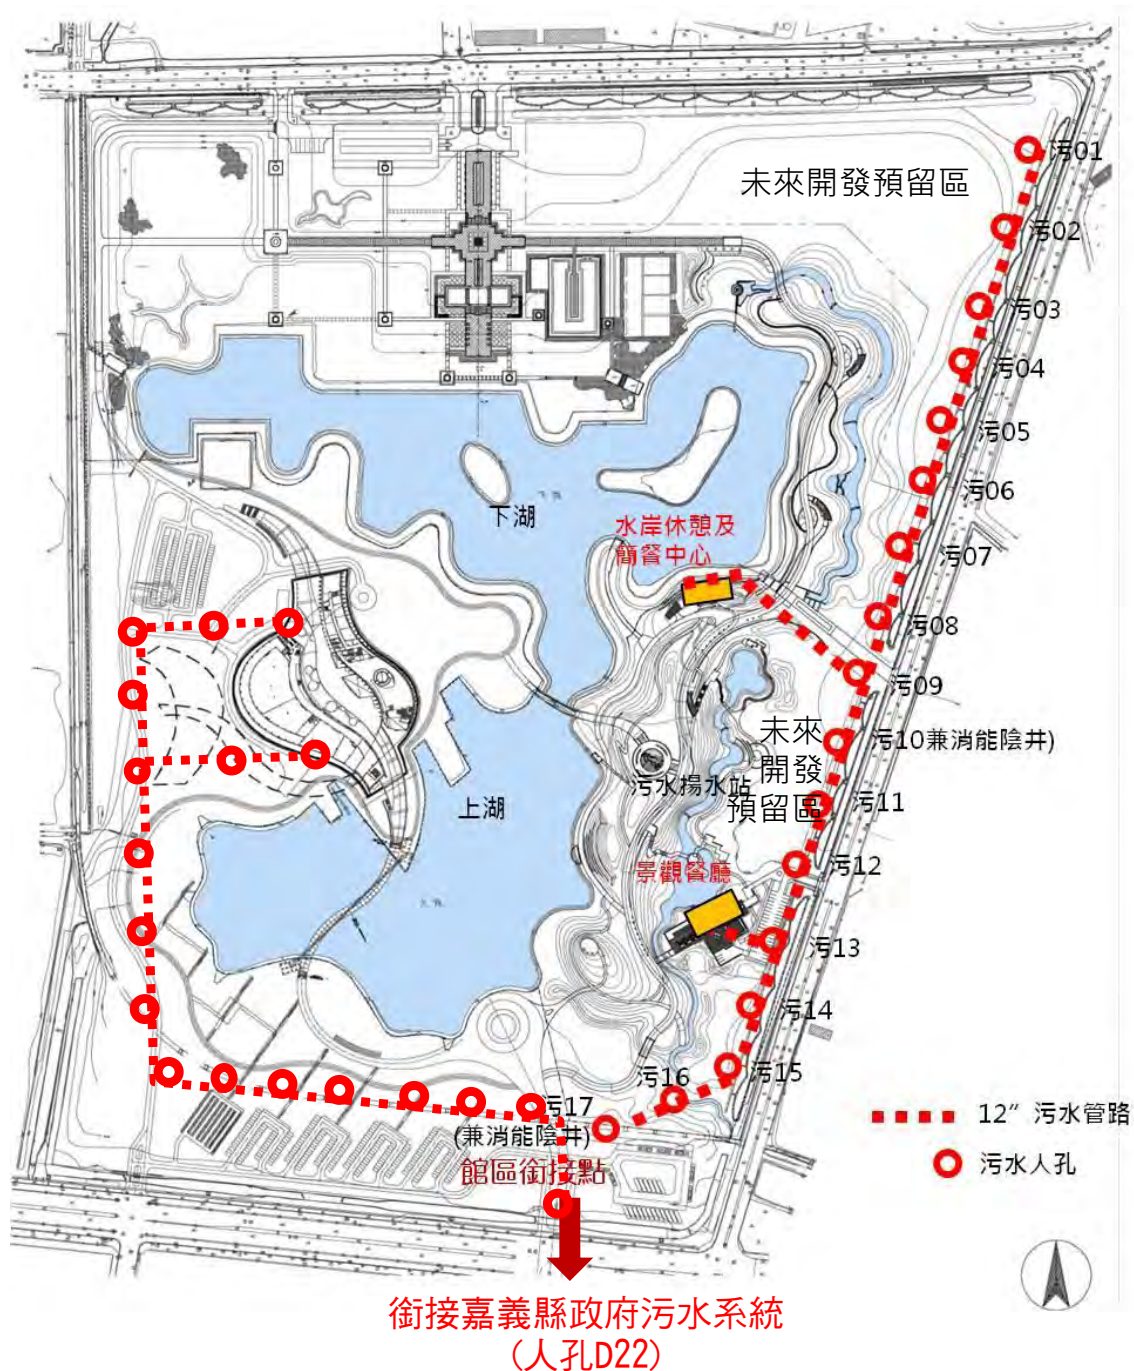 污01
未來開發預留區
污02
污03
污04
污05
污06
下湖
水岸休憩及
簡餐中心
污07
污08
污09
未來
開發
預留區
污10兼消能陰井)
污水揚水站
上湖
污11
景觀餐廳
污12
污13
污14
污15
污16
污17
(兼消能陰井)
館區銜接點
12” 污水管路
污水人孔
銜接嘉義縣政府污水系統
(人孔D22)